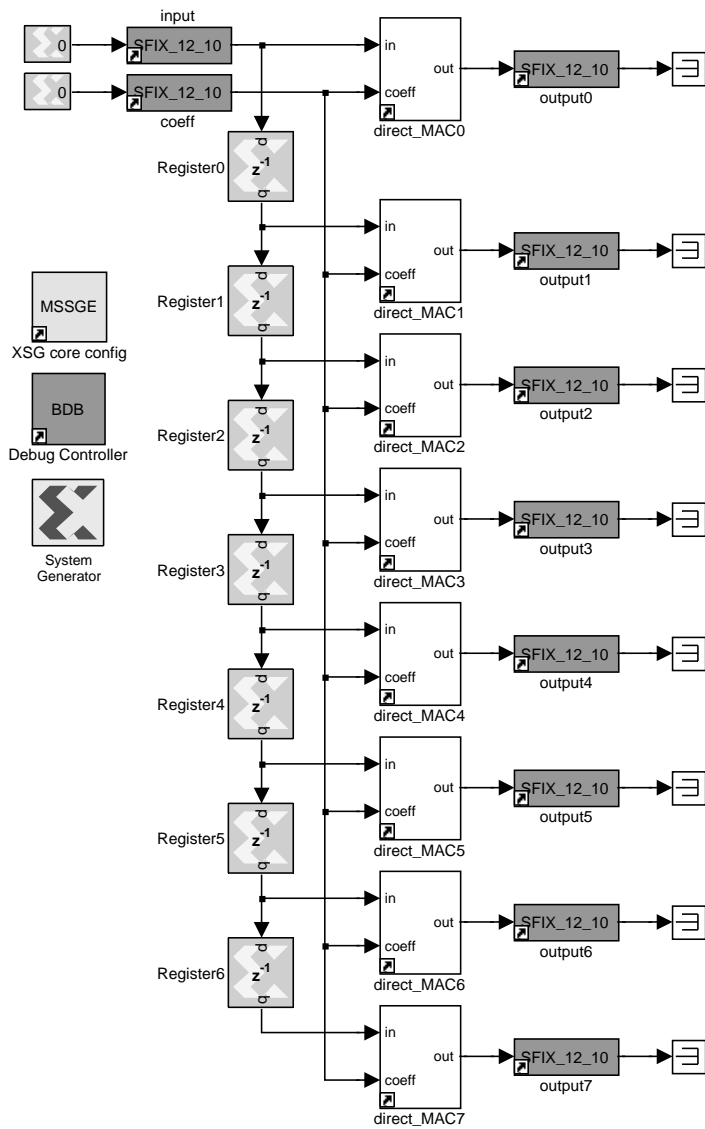 input
0
SFIX_12_10
0
SFIX_12_10
coeff
in
coeff
out
direct_MAC0
SFIX_12_10
output0
Register0
d
z-1
q
in
coeff
out
direct_MAC1
SFIX_12_10
output1
Register1
d
z-1
q
MSSGE
XSG core config
in
coeff
out
direct_MAC2
SFIX_12_10
output2
BDB
Debug Controller
Register2
d
z-1
q
in
coeff
out
direct_MAC3
SFIX_12_10
output3
System
Generator
Register3
d
z-1
q
in
coeff
out
direct_MAC4
SFIX_12_10
output4
Register4
d
z-1
q
in
coeff
out
direct_MAC5
SFIX_12_10
output5
Register5
d
z-1
q
in
coeff
out
direct_MAC6
SFIX_12_10
output6
Register6
d
z-1
q
in
coeff
out
direct_MAC7
SFIX_12_10
output7